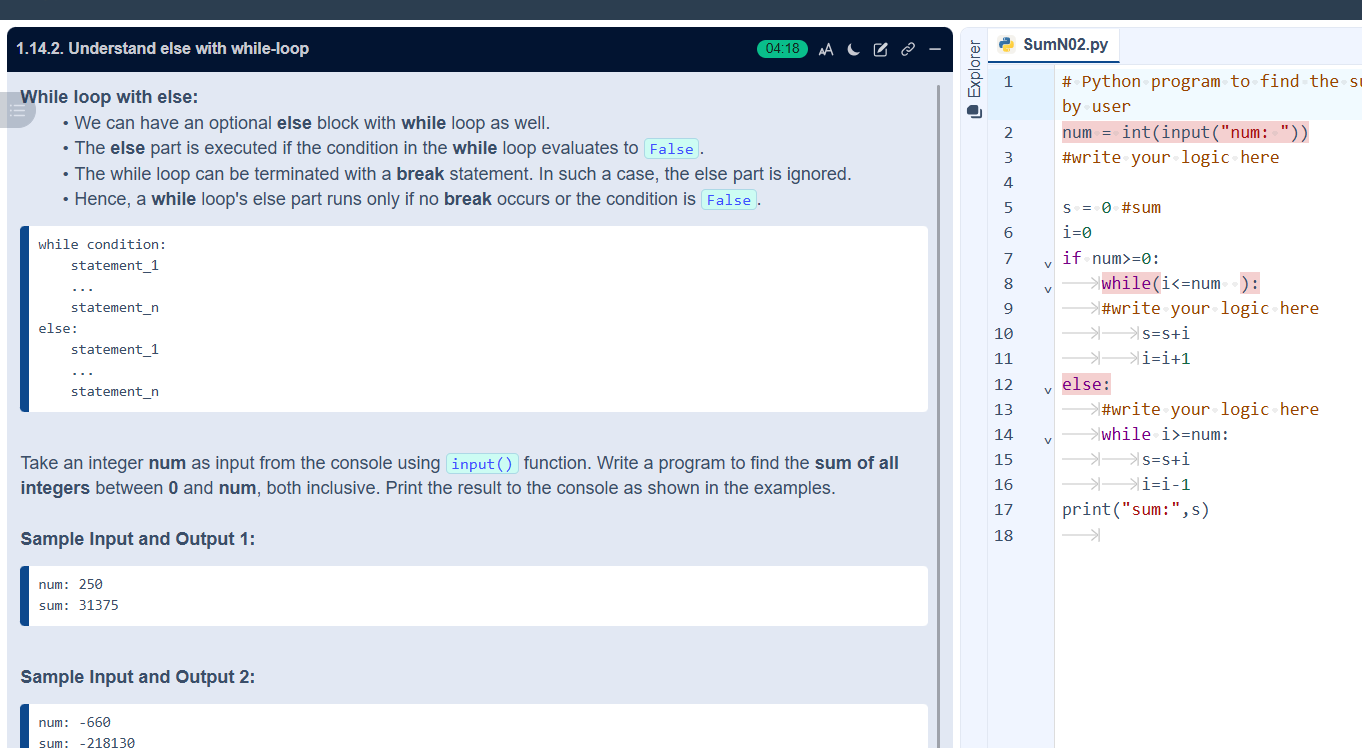 1.14.2. Understand else with while-loop
04:18
While loop with else:
• We can have an optional else block with while loop as well.
• The else part is executed if the condition in the while loop evaluates to False.
• The while loop can be terminated with a break statement. In such a case, the else part is ignored.
• Hence, a while loop's else part runs only if no break occurs or the condition is False.
while condition:
    statement_1
    ...
    statement_n
else:
    statement_1
    ...
    statement_n
Take an integer num as input from the console using input() function. Write a program to find the sum of all
integers between 0 and num, both inclusive. Print the result to the console as shown in the examples.
Sample Input and Output 1:
num: 250
sum: 31375
Sample Input and Output 2:
num: -660
sum: -218130
Explorer
SumN02.py
1 # Python program to find the
by user
2 num = int(input("num: "))
3 #write your logic here
4
5 s = 0 #sum
6 i=0
7 if num>=0:
8     while(i<=num  ):
9     #write your logic here
10         s=s+i
11         i=i+1
12 else:
13     #write your logic here
14     while i>=num:
15         s=s+i
16         i=i-1
17 print("sum:",s)
18